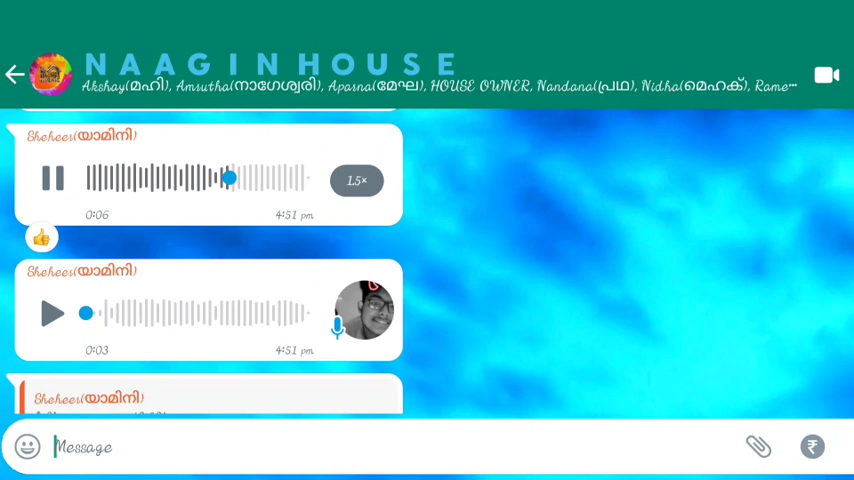 NAAGIN HOUSE
Akshay(മഹി), Amrutha(നാഗേശ്വരി), Aparna(മേഘ), HOUSE OWNER, Nandana(പ്രഥ), Nidha(മെഹക്), Rame...
Sheheer(യാമിനി)
1.5×
0:06 4:51 pm
Sheheer(യാമിനി)
0:03 4:51 pm
Sheheer(യാമിനി)
Message